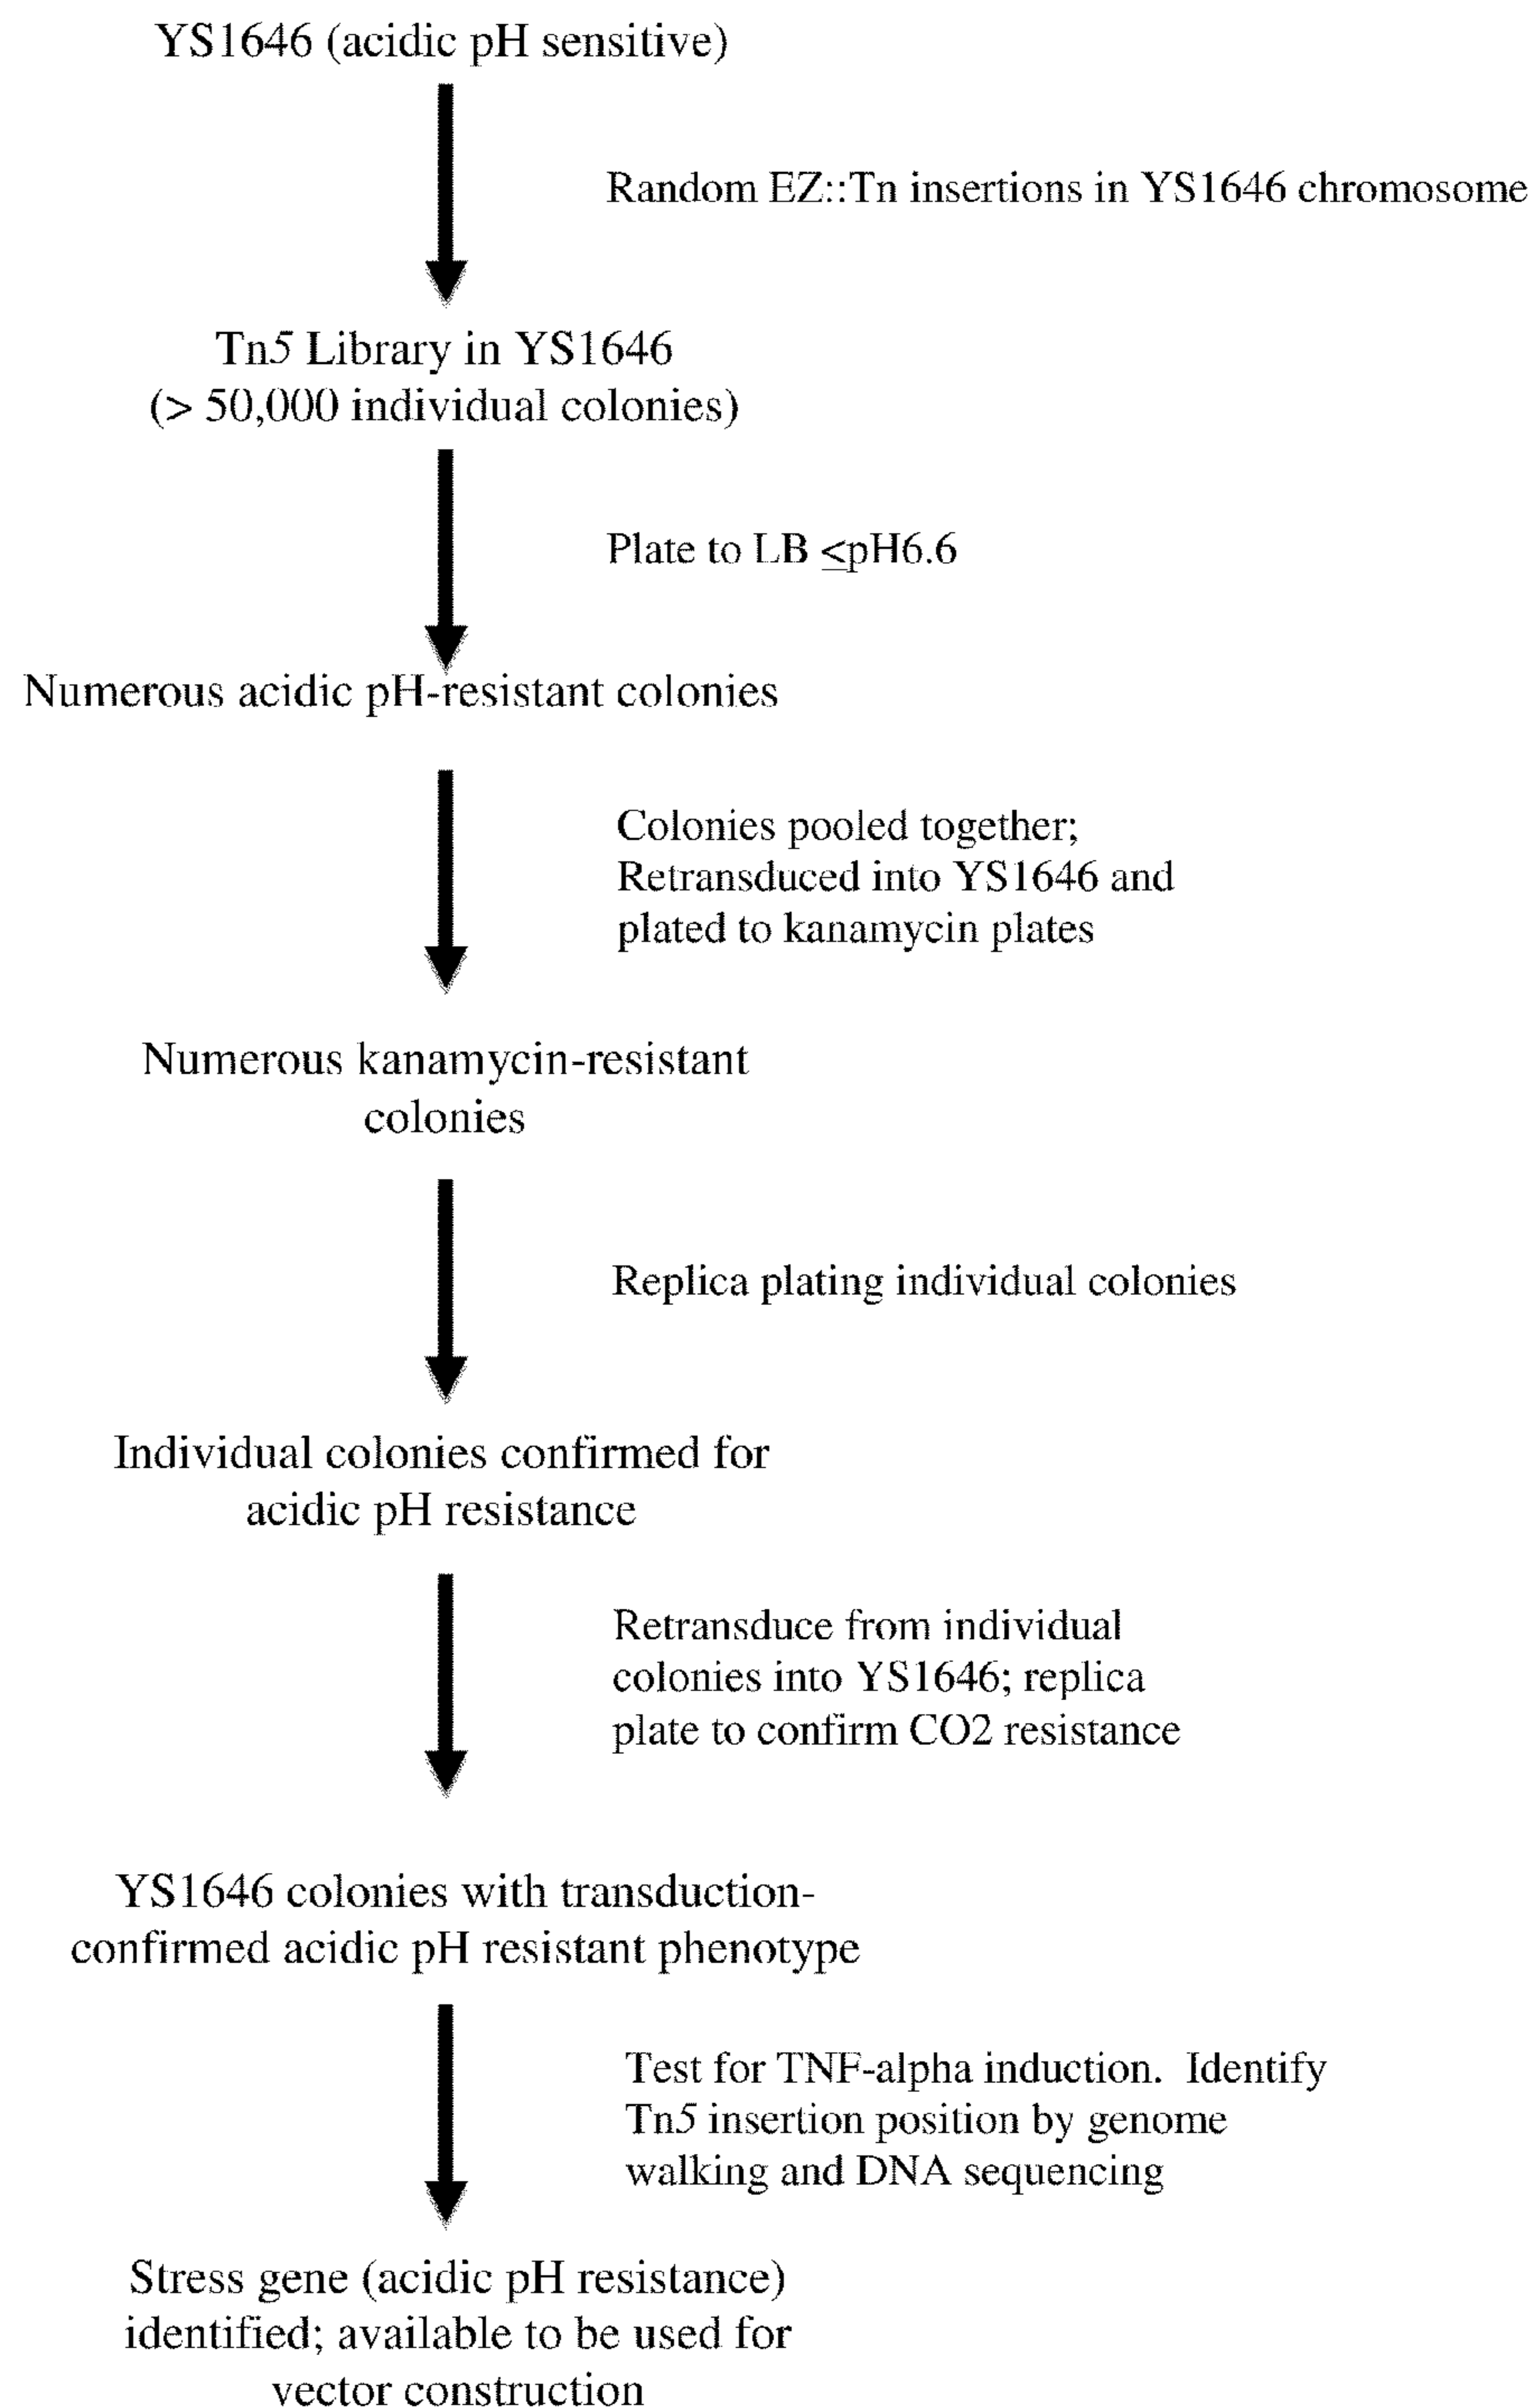 YS1646 (acidic pH sensitive)
Random EZ::Tn insertions in YS1646 chromosome
Tn5 Library in YS1646
(> 50,000 individual colonies)
Plate to LB ≤pH6.6
Numerous acidic pH-resistant colonies
Colonies pooled together;
Retransduced into YS1646 and
plated to kanamycin plates
Numerous kanamycin-resistant
colonies
Replica plating individual colonies
Individual colonies confirmed for
acidic pH resistance
Retransduce from individual
colonies into YS1646; replica
plate to confirm CO2 resistance
YS1646 colonies with transduction-
confirmed acidic pH resistant phenotype
Test for TNF-alpha induction.  Identify
Tn5 insertion position by genome
walking and DNA sequencing
Stress gene (acidic pH resistance)
identified; available to be used for
vector construction